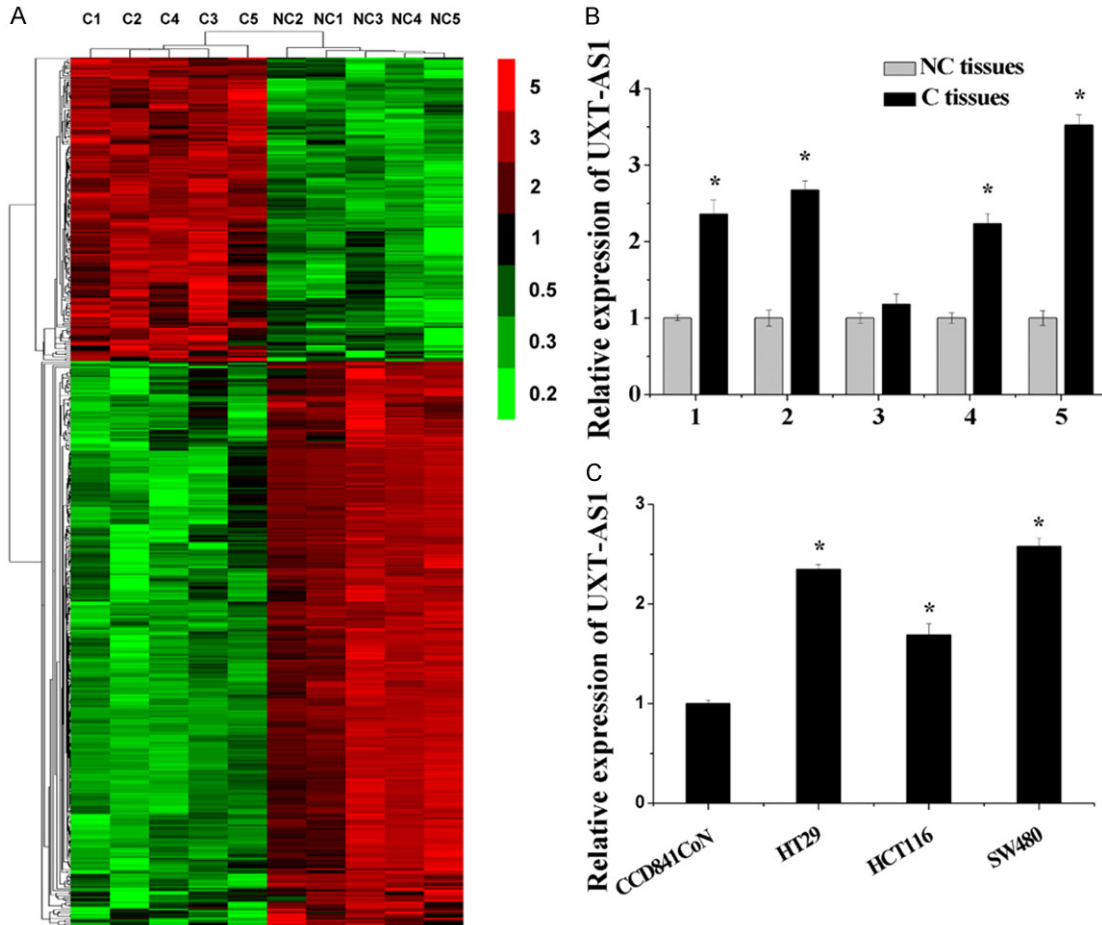 A
C1 C2 C4 C3 C5 NC2 NC1 NC3 NC4 NC5
5
3
2
1
0.5
0.3
0.2
B
NC tissues
C tissues
Relative expression of UXT-AS1
4
3
2
1
0
* * * *
1 2 3 4 5
C
Relative expression of UXT-AS1
3
2
1
0
* * *
CCD841CoN HT29 HCT116 SW480